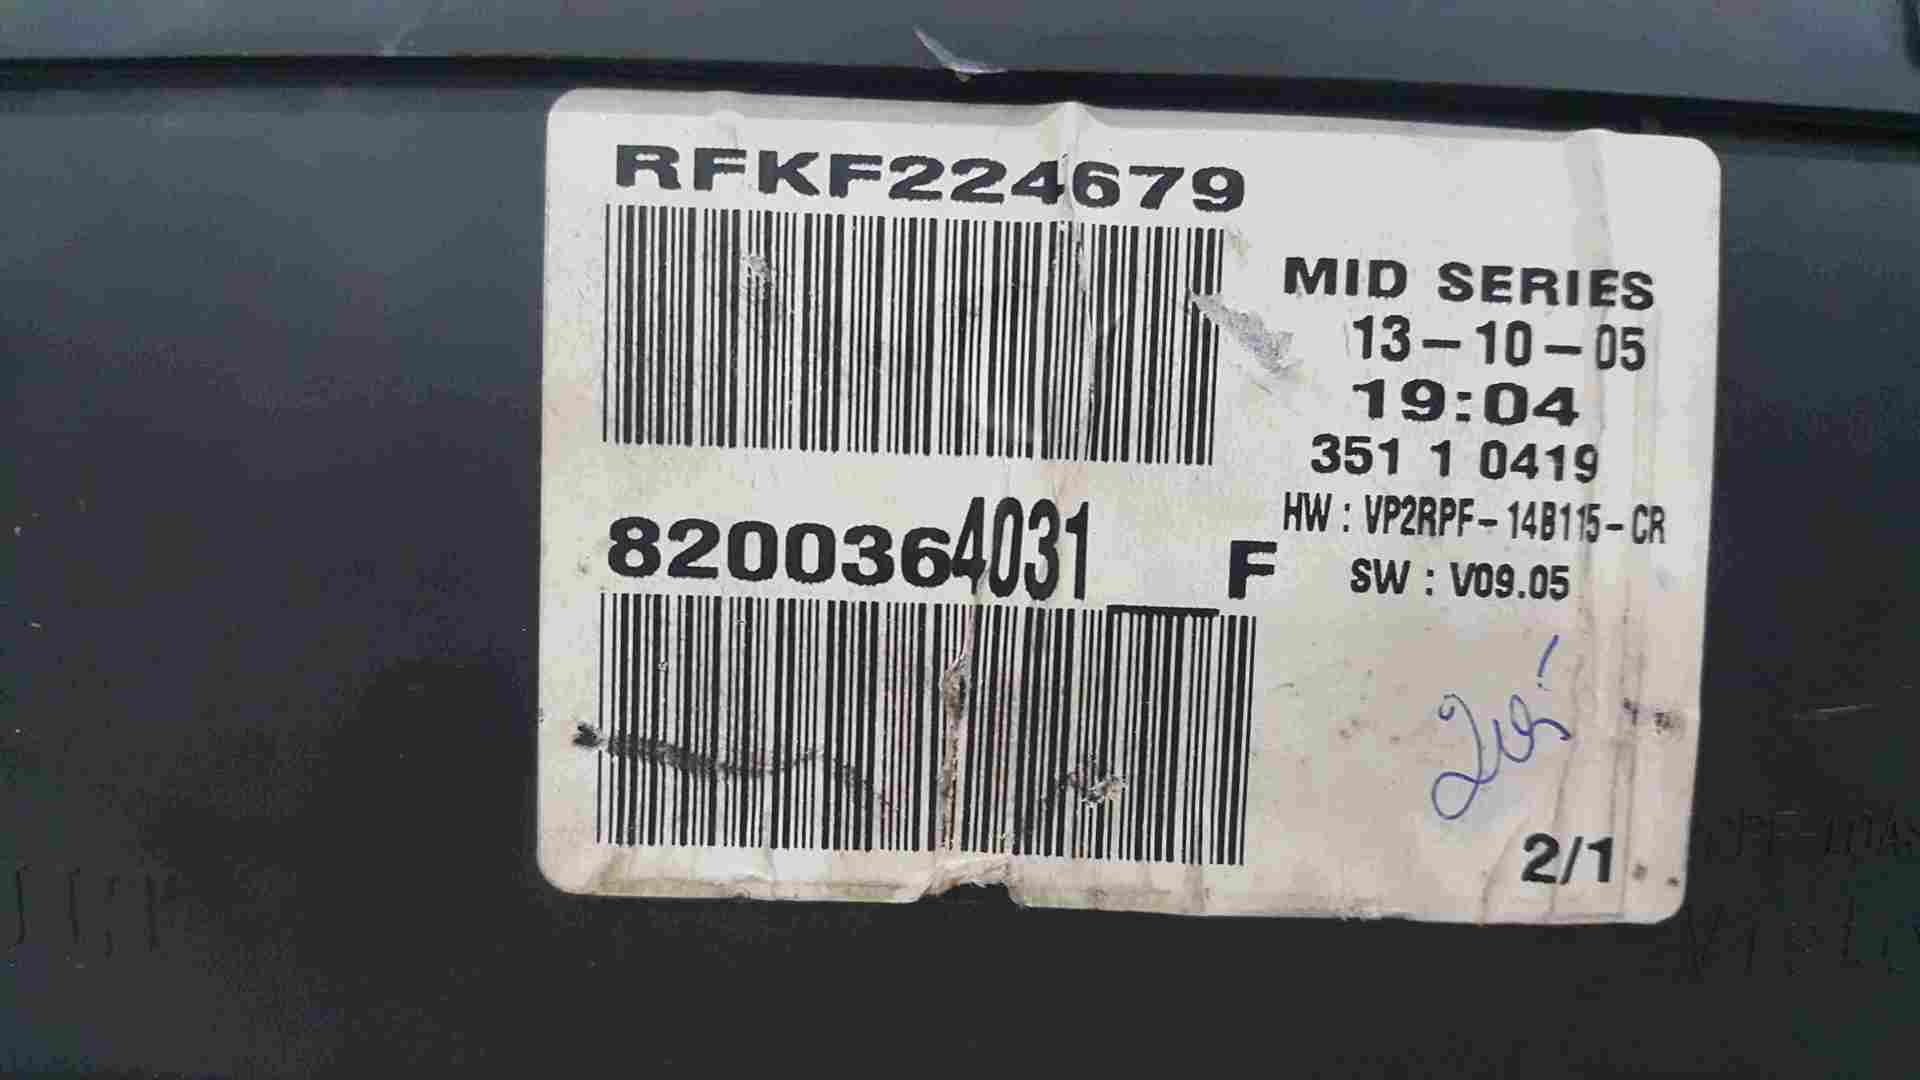 RFKF224679
MID SERIES
13-10-05
19:04
351 1 0419
HW : VP2RPF-14B115-CR
SW : V09.05
8200364031__F
2/1